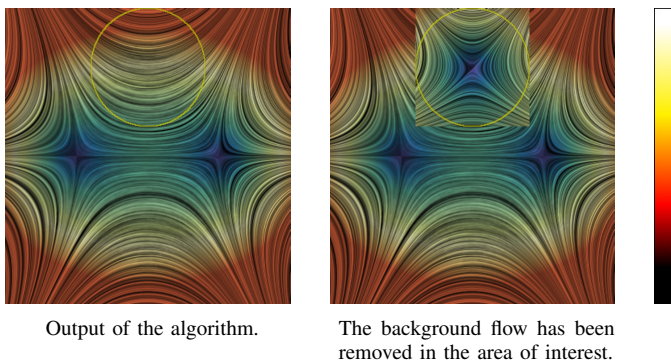 Output of the algorithm.
The background flow has been
removed in the area of interest.